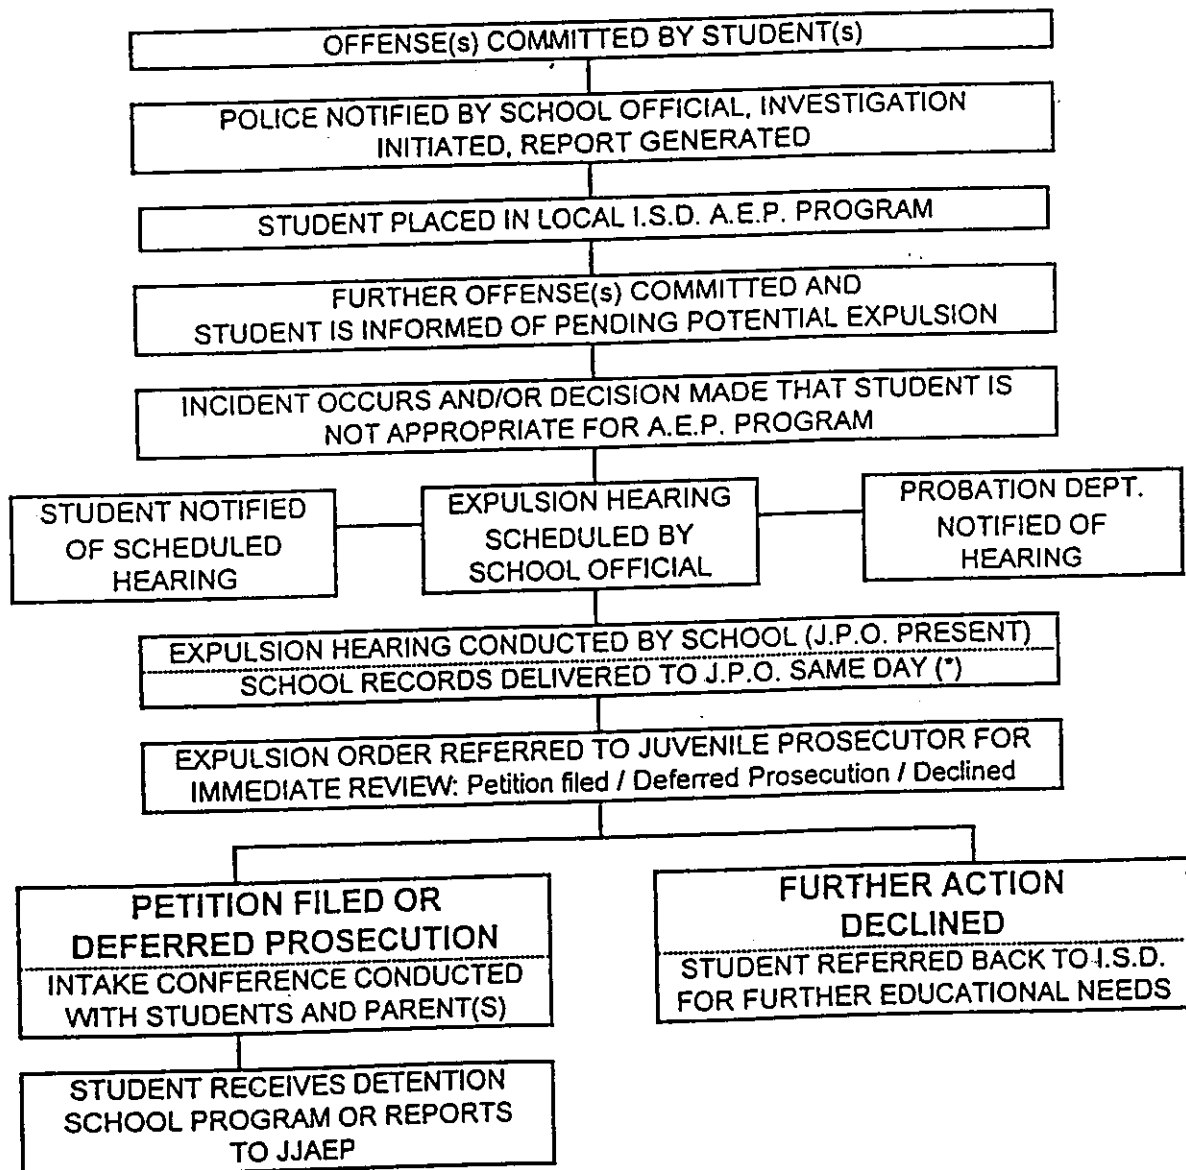 OFFENSE(s) COMMITTED BY STUDENT(s)
POLICE NOTIFIED BY SCHOOL OFFICIAL, INVESTIGATION
INITIATED, REPORT GENERATED
STUDENT PLACED IN LOCAL I.S.D. A.E.P. PROGRAM
FURTHER OFFENSE(s) COMMITTED AND
STUDENT IS INFORMED OF PENDING POTENTIAL EXPULSION
INCIDENT OCCURS AND/OR DECISION MADE THAT STUDENT IS
NOT APPROPRIATE FOR A.E.P. PROGRAM
STUDENT NOTIFIED
OF SCHEDULED
HEARING
EXPULSION HEARING
SCHEDULED BY
SCHOOL OFFICIAL
PROBATION DEPT.
NOTIFIED OF
HEARING
EXPULSION HEARING CONDUCTED BY SCHOOL (J.P.O. PRESENT)
SCHOOL RECORDS DELIVERED TO J.P.O. SAME DAY (*)
EXPULSION ORDER REFERRED TO JUVENILE PROSECUTOR FOR
IMMEDIATE REVIEW: Petition filed / Deferred Prosecution / Declined
PETITION FILED OR
DEFERRED PROSECUTION
INTAKE CONFERENCE CONDUCTED
WITH STUDENTS AND PARENT(S)
FURTHER ACTION
DECLINED
STUDENT REFERRED BACK TO I.S.D.
FOR FURTHER EDUCATIONAL NEEDS
STUDENT RECEIVES DETENTION
SCHOOL PROGRAM OR REPORTS
TO JJAEP